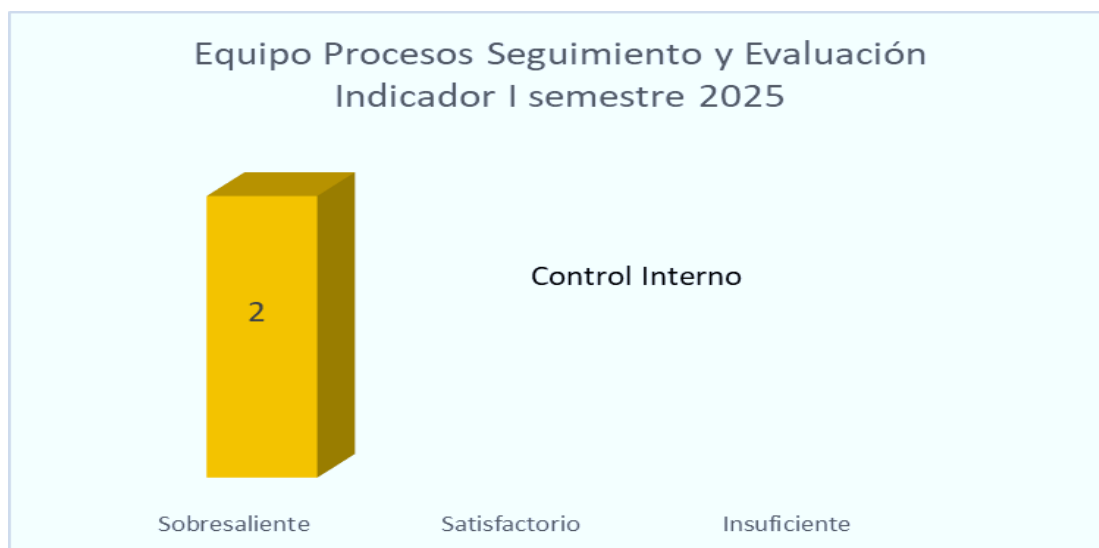 Equipo Procesos Seguimiento y Evaluación
Indicador I semestre 2025
Control Interno
2
Sobresaliente Satisfactorio Insuficiente